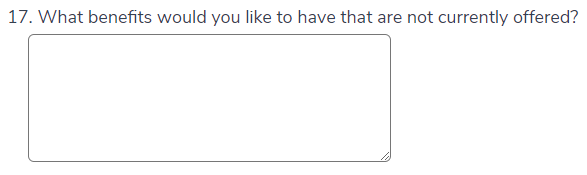 17. What benefits would you like to have that are not currently offered?